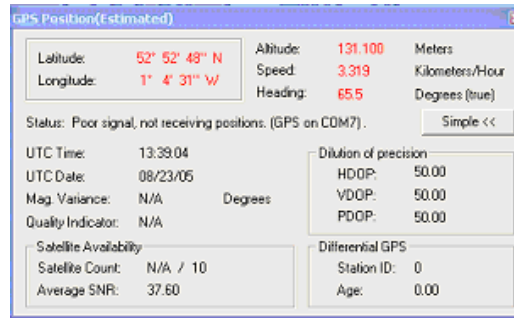 GPS Position(Estimated)
Latitude: 52° 52' 48" N
Longitude: 1° 4' 31" W
Altitude: 131.100 Meters
Speed: 3.319 Kilometers/Hour
Heading: 65.5 Degrees (true)
Status: Poor signal, not receiving positions. (GPS on COM7).
Simple <<
UTC Time: 13:39:04
UTC Date: 08/23/05
Mag. Variance: N/A Degrees
Quality Indicator: N/A
Dilution of precision
HDOP: 50.00
VDOP: 50.00
PDOP: 50.00
Satellite Availability
Satellite Count: N/A / 10
Average SNR: 37.60
Differential GPS
Station ID: 0
Age: 0.00